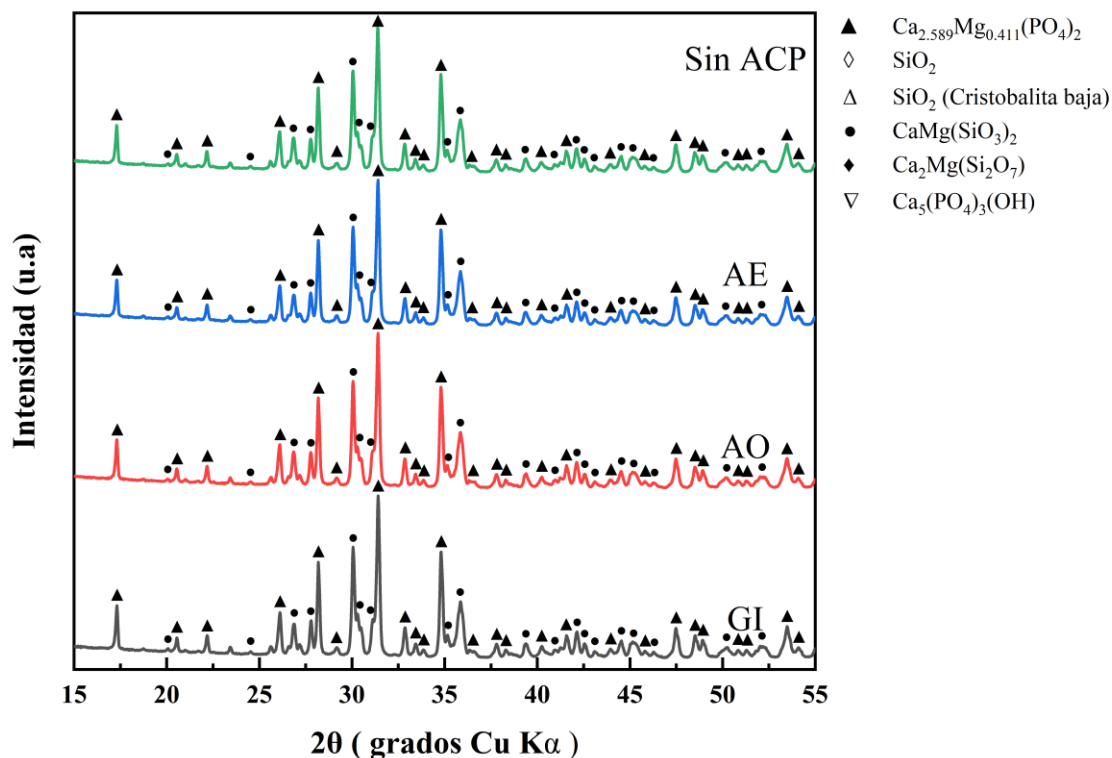 Sin ACP
AE
AO
GI
Intensidad (u.a)
15 20 25 30 35 40 45 50 55
2θ ( grados Cu Kα )
▲ Ca₂.₅₈₉Mg₀.₄₁₁(PO₄)₂
◊ SiO₂
△ SiO₂ (Cristobalita baja)
● CaMg(SiO₃)₂
♦ Ca₂Mg(Si₂O₇)
▽ Ca₅(PO₄)₃(OH)